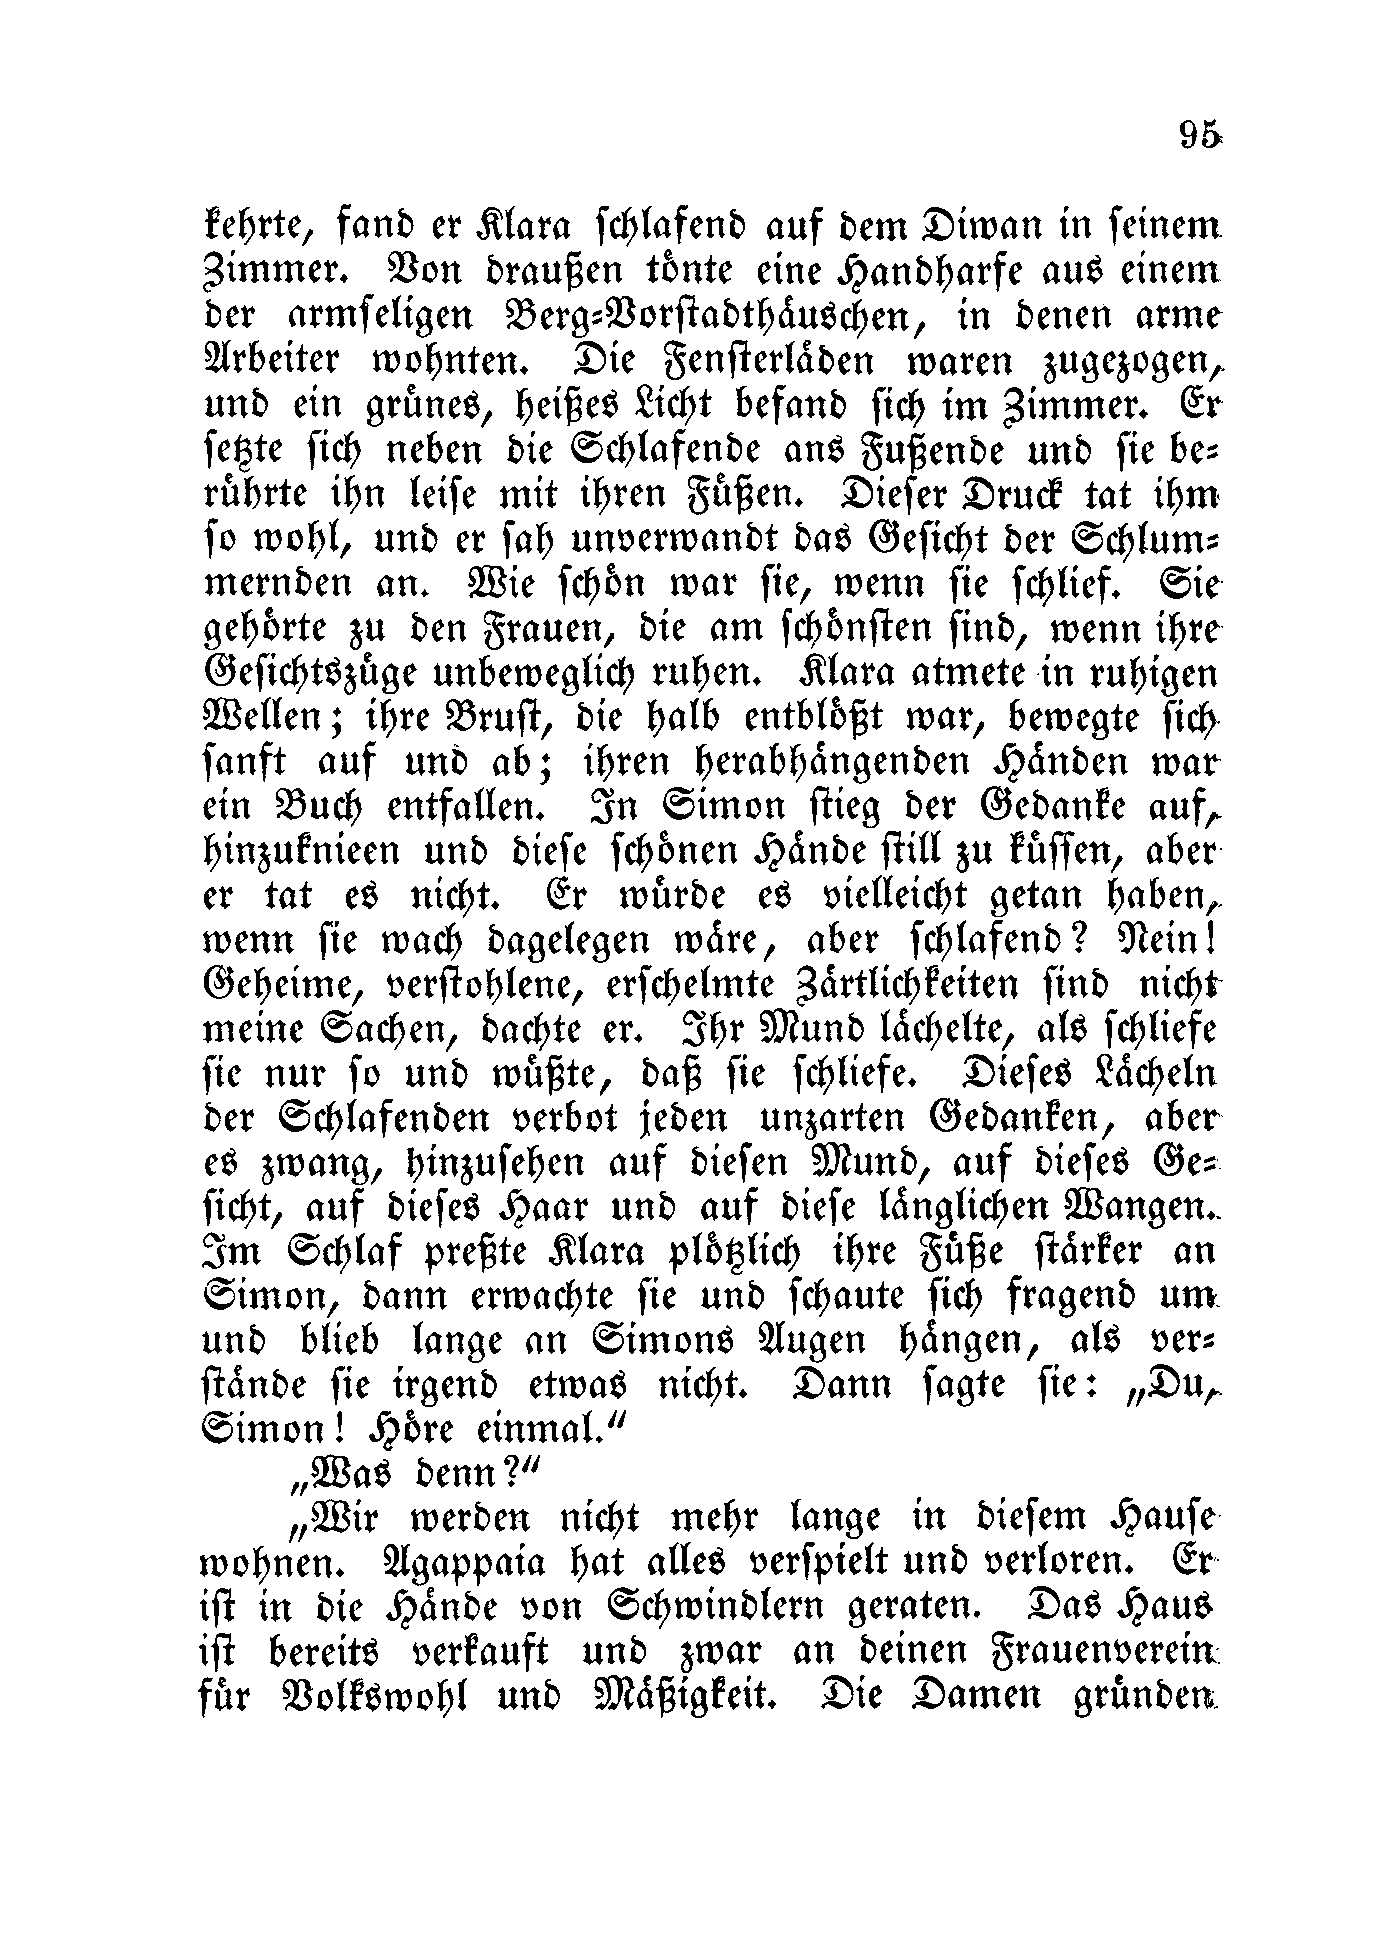 95
kehrte, fand er Klara schlafend auf dem Diwan in seinem
Zimmer. Von draußen tönte eine Handharfe aus einem
der armseligen Berg-Vorstadthäuschen, in denen arme
Arbeiter wohnten. Die Fensterläden waren zugezogen,
und ein grünes, heißes Licht befand sich im Zimmer. Er
setzte sich neben die Schlafende ans Fußende und sie be-
rührte ihn leise mit ihren Füßen. Dieser Druck tat ihm
so wohl, und er sah unverwandt das Gesicht der Schlum-
mernden an. Wie schön war sie, wenn sie schlief. Sie
gehörte zu den Frauen, die am schönsten sind, wenn ihre
Gesichtszüge unbeweglich ruhen. Klara atmete in ruhigen
Wellen; ihre Brust, die halb entblößt war, bewegte sich
sanft auf und ab; ihren herabhängenden Händen war
ein Buch entfallen. In Simon stieg der Gedanke auf,
hinzuknieen und diese schönen Hände still zu küssen, aber
er tat es nicht. Er würde es vielleicht getan haben,
wenn sie wach dagelegen wäre, aber schlafend? Nein!
Geheime, verstohlene, erschelmte Zärtlichkeiten sind nicht
meine Sachen, dachte er. Ihr Mund lächelte, als schliefe
sie nur so und wüßte, daß sie schliefe. Dieses Lächeln
der Schlafenden verbot jeden unzarten Gedanken, aber
es zwang, hinzusehen auf diesen Mund, auf dieses Ge-
sicht, auf dieses Haar und auf diese länglichen Wangen.
Im Schlaf preßte Klara plötzlich ihre Füße stärker an
Simon, dann erwachte sie und schaute sich fragend um
und blieb lange an Simons Augen hängen, als ver-
stände sie irgend etwas nicht. Dann sagte sie: „Du,
Simon! Höre einmal.“
„Was denn?“
„Wir werden nicht mehr lange in diesem Hause
wohnen. Agappaia hat alles verspielt und verloren. Er
ist in die Hände von Schwindlern geraten. Das Haus
ist bereits verkauft und zwar an deinen Frauenverein
für Volkswohl und Mäßigkeit. Die Damen gründen